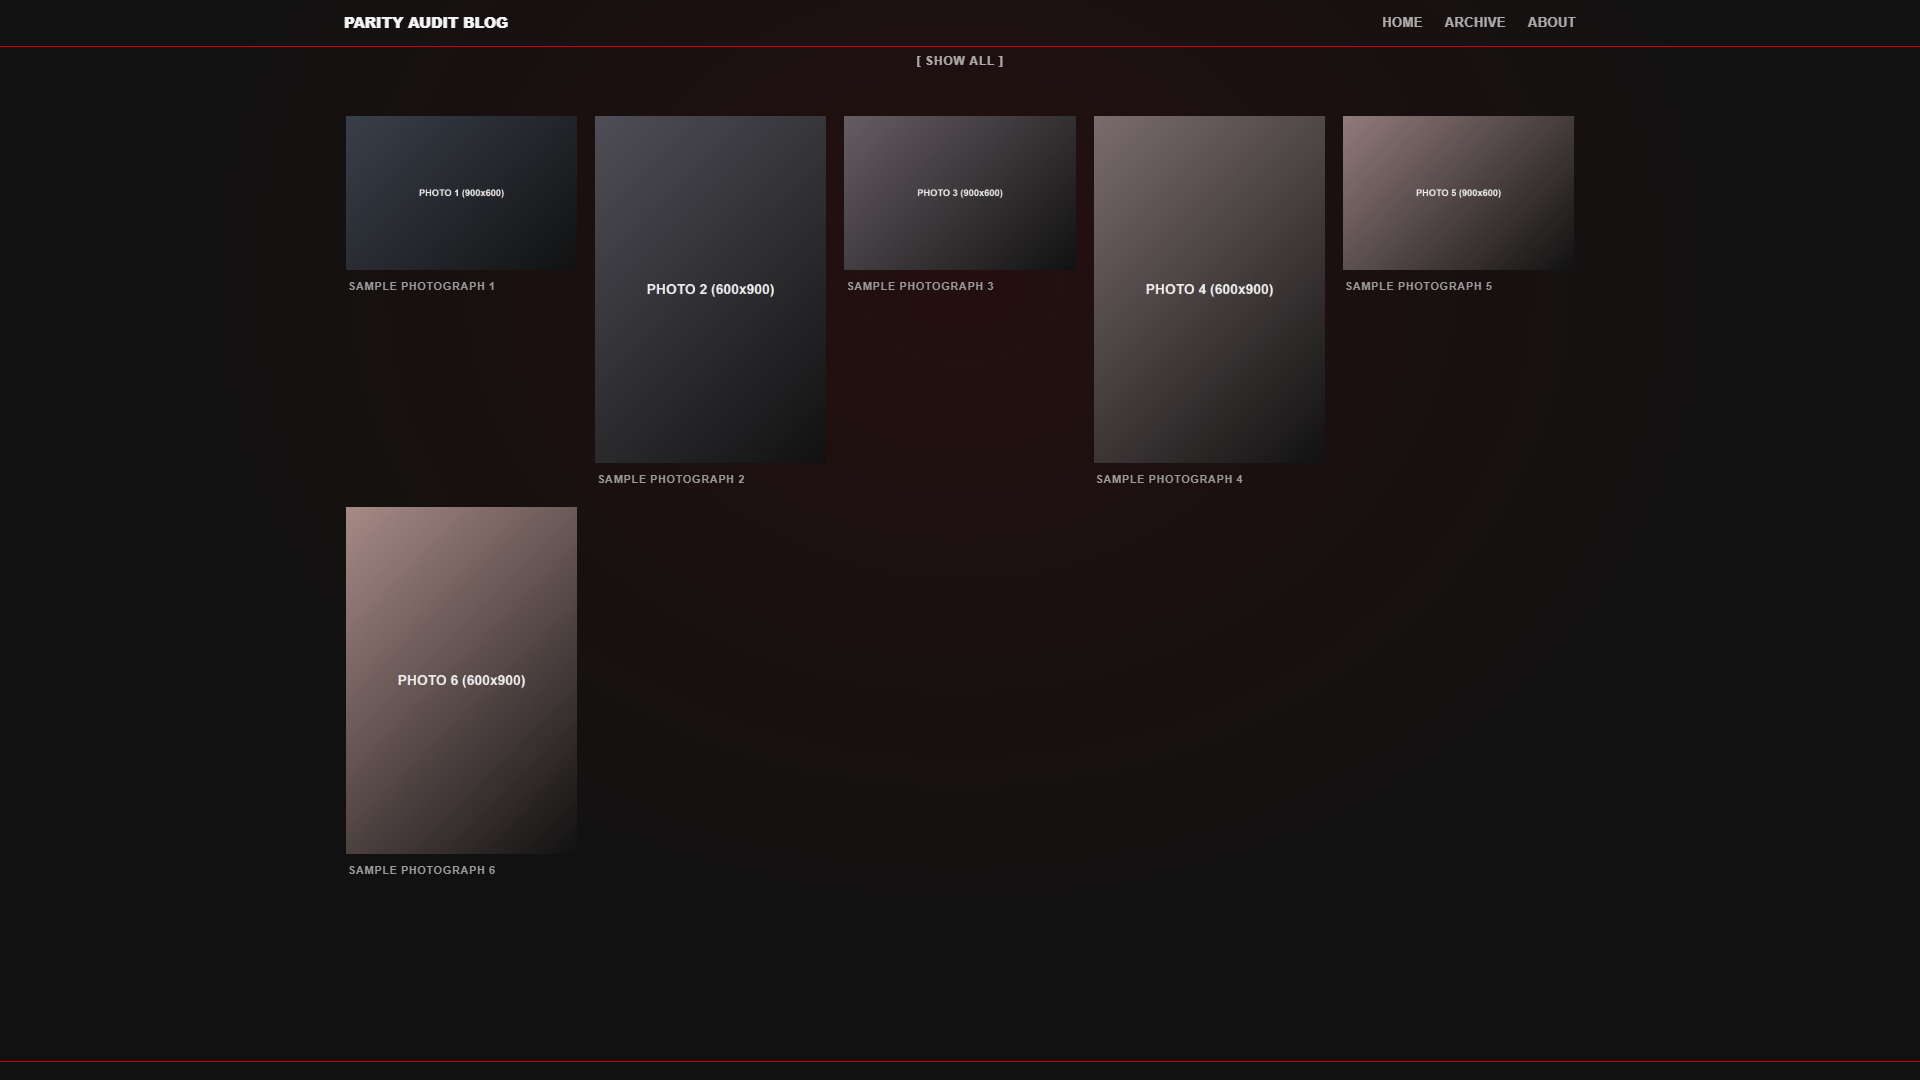 PARITY AUDIT BLOG
HOME ARCHIVE ABOUT
[ SHOW ALL ]
PHOTO 1 (900x600)
SAMPLE PHOTOGRAPH 1
PHOTO 2 (600x900)
SAMPLE PHOTOGRAPH 2
PHOTO 3 (900x600)
SAMPLE PHOTOGRAPH 3
PHOTO 4 (600x900)
SAMPLE PHOTOGRAPH 4
PHOTO 5 (900x600)
SAMPLE PHOTOGRAPH 5
PHOTO 6 (600x900)
SAMPLE PHOTOGRAPH 6